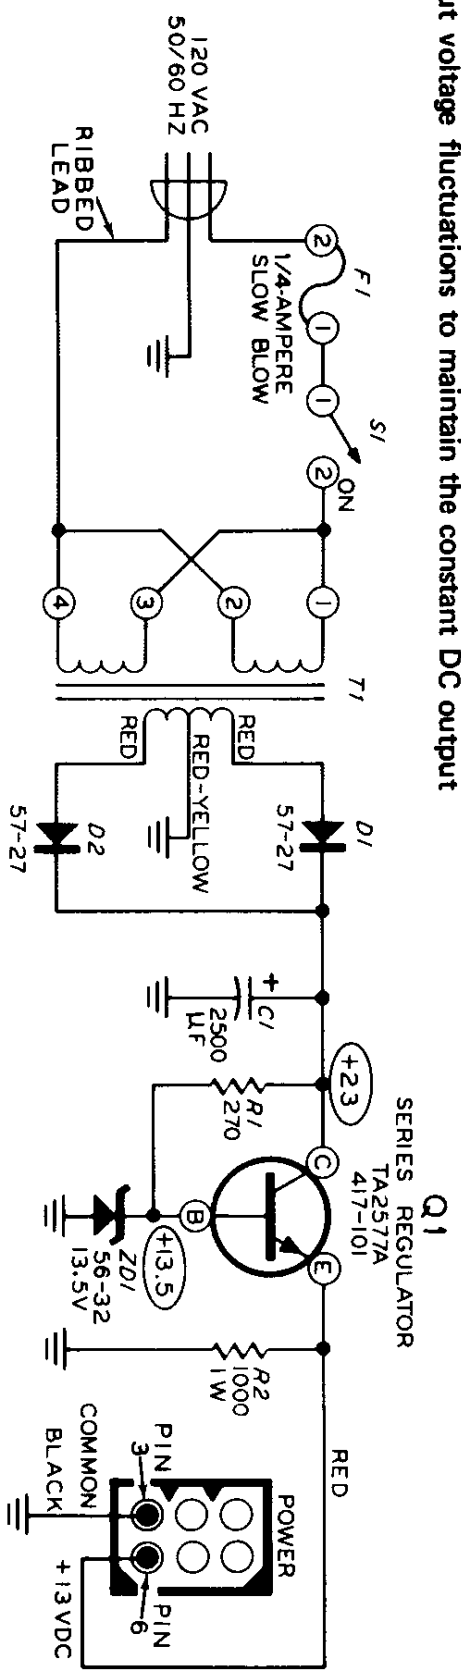 ut voltage fluctuations to maintain the constant DC output
120 VAC
50/60 HZ
RIBBED
LEAD
2
F1
1
1/4-AMPERE
SLOW BLOW
1
S1
2
ON
4
3
2
1
T1
RED
RED
RED-YELLOW
D1
57-27
D2
57-27
+
C1
2500
µF
+23
R1
270
SERIES REGULATOR
Q1
TA2577A
417-101
C
B
E
+13.5
ZD1
56-32
13.5V
R2
1000
1W
RED
POWER
PIN
3
PIN
6
COMMON
BLACK
+13VDC